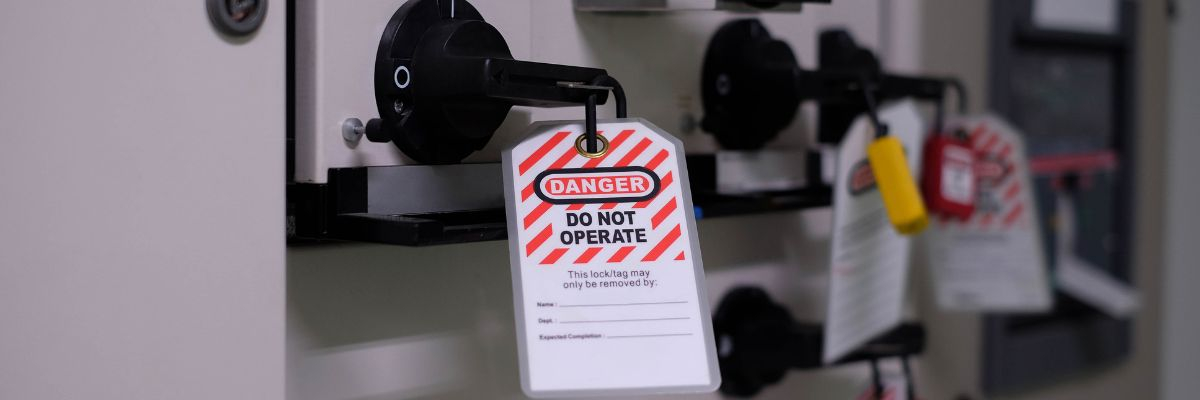 DANGER
DO NOT
OPERATE
This lock/tag may
only be removed by:
Name:
Dept.:
Expected Completion: